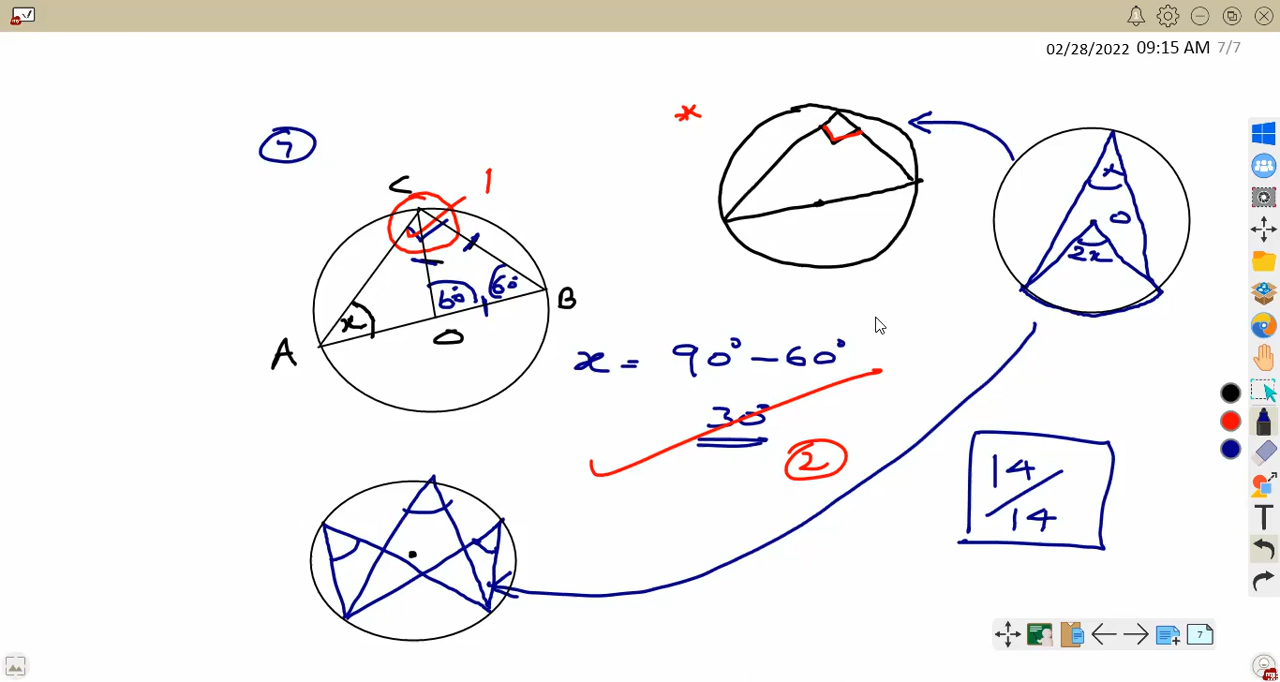 02/28/2022 09:15 AM 7/7
*
7
C
1
x
O
2x
60°
60°
B
x
O
A
x = 90° - 60°
30°
2
14/14
T
7